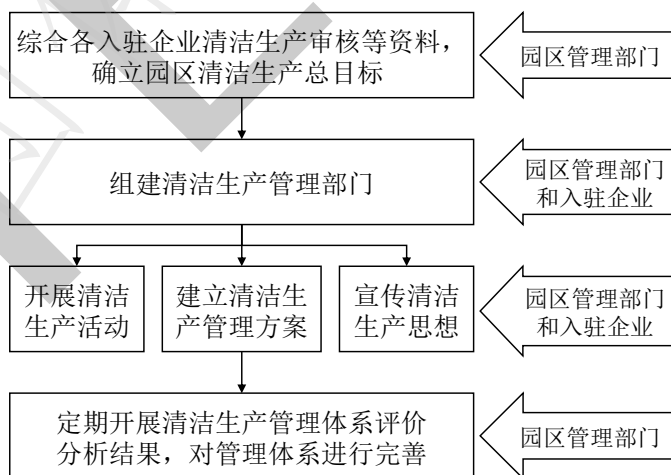 综合各入驻企业清洁生产审核等资料，
确立园区清洁生产总目标
园区管理部门
组建清洁生产管理部门
园区管理部门
和入驻企业
开展清洁
生产活动
建立清洁生
产管理方案
宣传清洁
生产思想
园区管理部门
和入驻企业
定期开展清洁生产管理体系评价
分析结果，对管理体系进行完善
园区管理部门